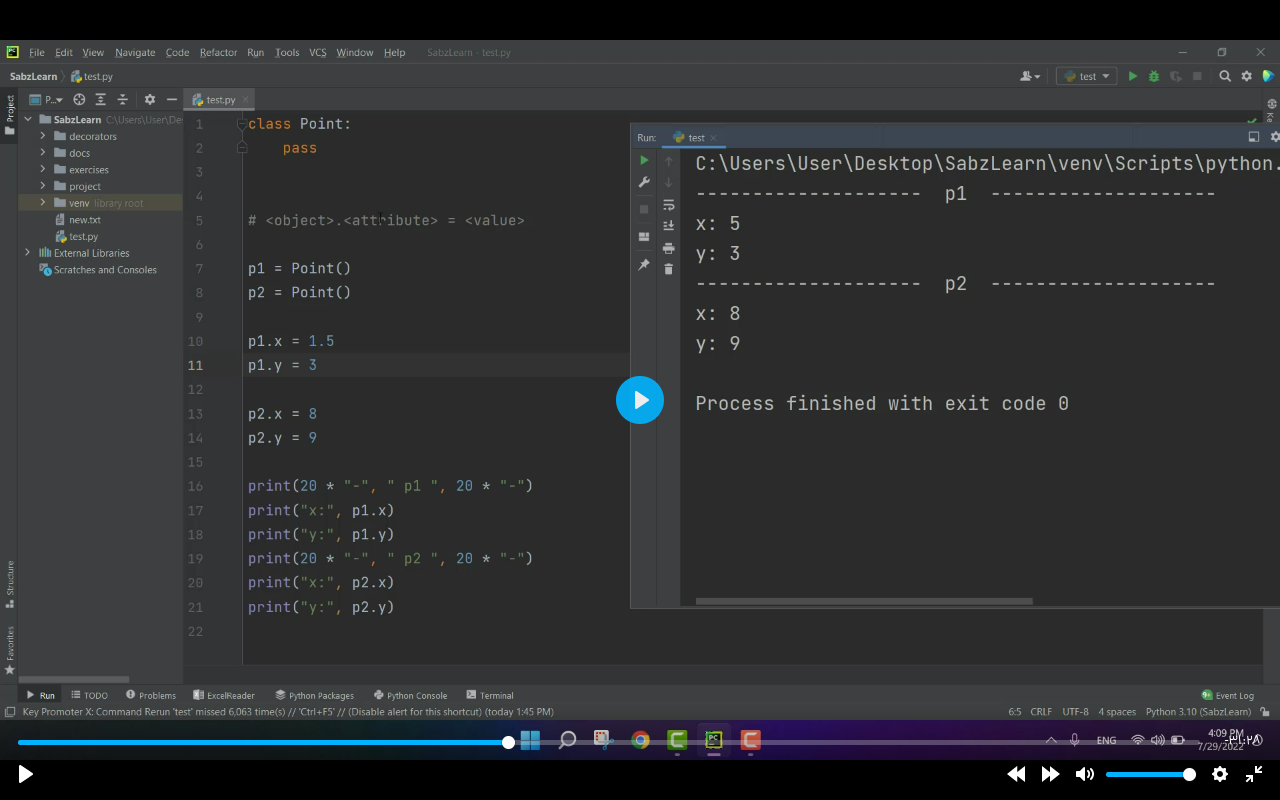 File Edit View Navigate Code Refactor Run Tools VCS Window Help SabzLearn - test.py
SabzLearn test.py
test
Project
P...
test.py
SabzLearn C:\Users\User\De
decorators
docs
exercises
project
venv library root
new.txt
test.py
External Libraries
Scratches and Consoles
1 class Point:
2 pass
3
4
5 # <object>.<attribute> = <value>
6
7 p1 = Point()
8 p2 = Point()
9
10 p1.x = 1.5
11 p1.y = 3
12
13 p2.x = 8
14 p2.y = 9
15
16 print(20 * "-", " p1 ", 20 * "-")
17 print("x:", p1.x)
18 print("y:", p1.y)
19 print(20 * "-", " p2 ", 20 * "-")
20 print("x:", p2.x)
21 print("y:", p2.y)
22
Run: test
C:\Users\User\Desktop\SabzLearn\venv\Scripts\python.
--------------------  p1  --------------------
x: 5
y: 3
--------------------  p2  --------------------
x: 8
y: 9
Process finished with exit code 0
Structure
Favorites
Run TODO Problems ExcelReader Python Packages Python Console Terminal Event Log
Key Promoter X: Command Rerun 'test' missed 6,063 time(s) // 'Ctrl+F5' // (Disable alert for this shortcut) (today 1:45 PM) 6:5 CRLF UTF-8 4 spaces Python 3.10 (SabzLearn)
ENG
4:09 PM
7/29/2022
-۳۱:۲۸